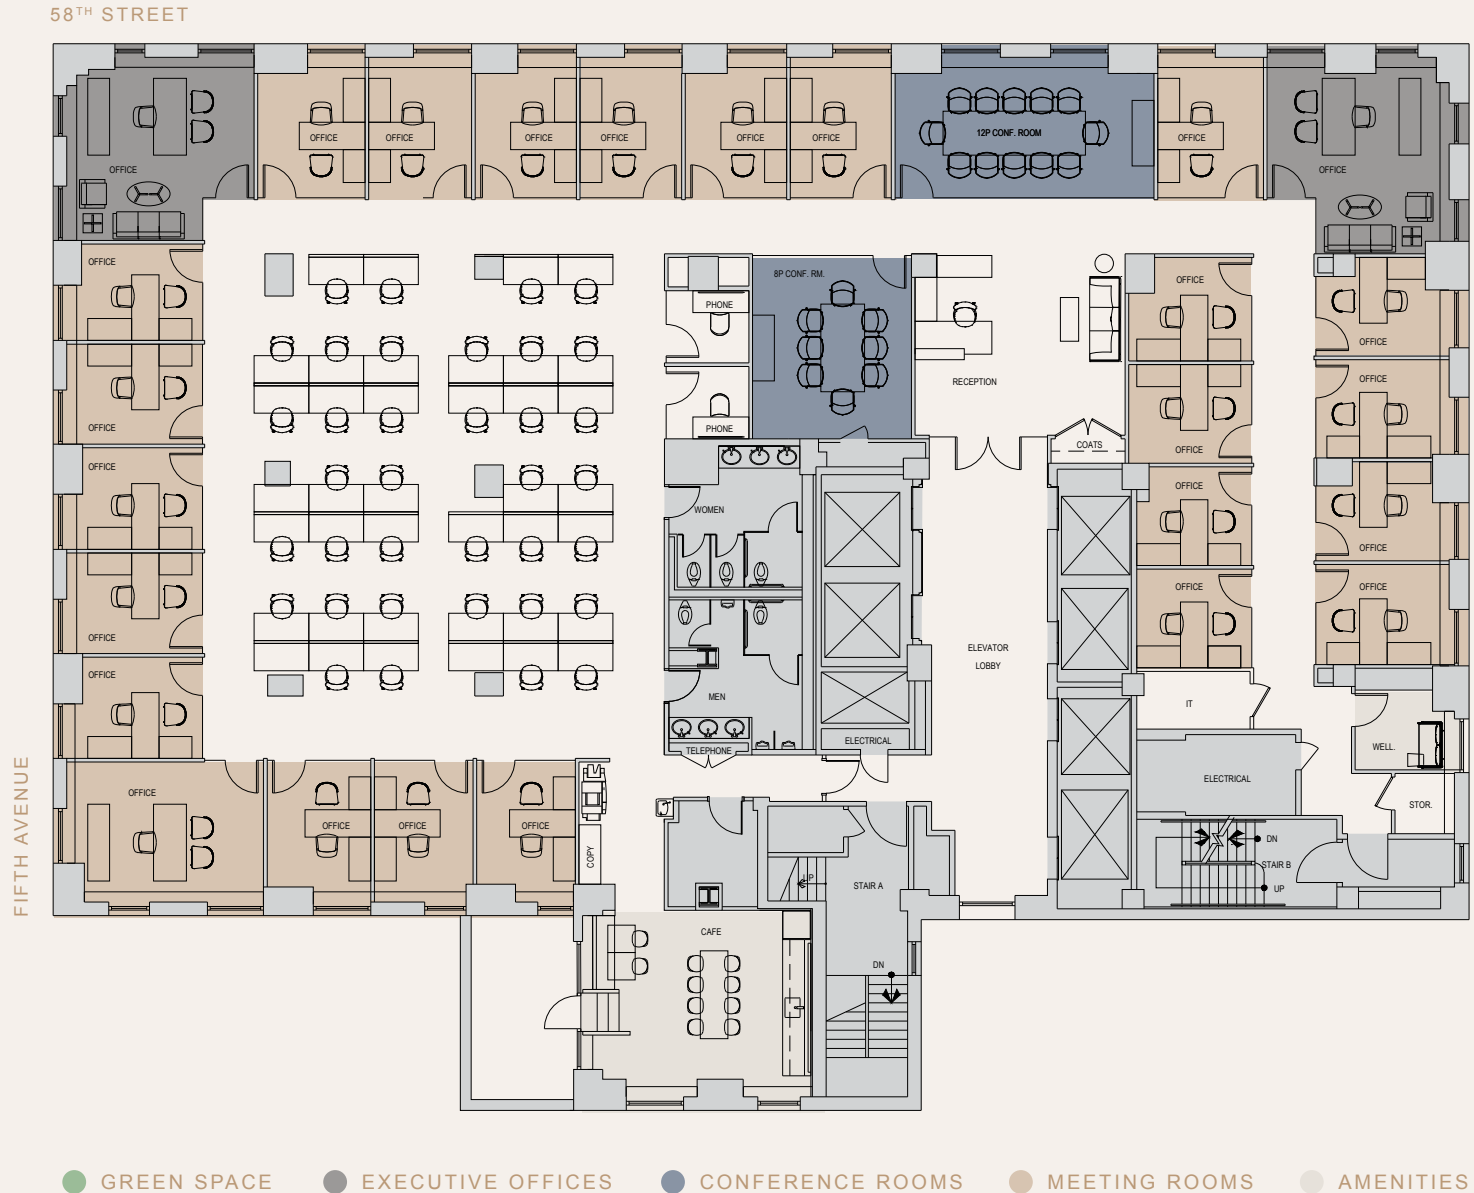 58TH STREET
OFFICE OFFICE OFFICE OFFICE OFFICE OFFICE 12P CONF. ROOM OFFICE
OFFICE OFFICE
OFFICE
8P CONF. RM.
OFFICE
PHONE
OFFICE
RECEPTION
OFFICE
OFFICE
PHONE
COATS
OFFICE
OFFICE
OFFICE
WOMEN
OFFICE
OFFICE
OFFICE
OFFICE
OFFICE
ELEVATOR
LOBBY
OFFICE
MEN
IT
TELEPHONE
ELECTRICAL
WELL.
ELECTRICAL
OFFICE
STOR.
OFFICE OFFICE OFFICE
COPY
DN
STAIR B
UP
UP
STAIR A
CAFE
DN
FIFTH AVENUE
GREEN SPACE EXECUTIVE OFFICES CONFERENCE ROOMS MEETING ROOMS AMENITIES